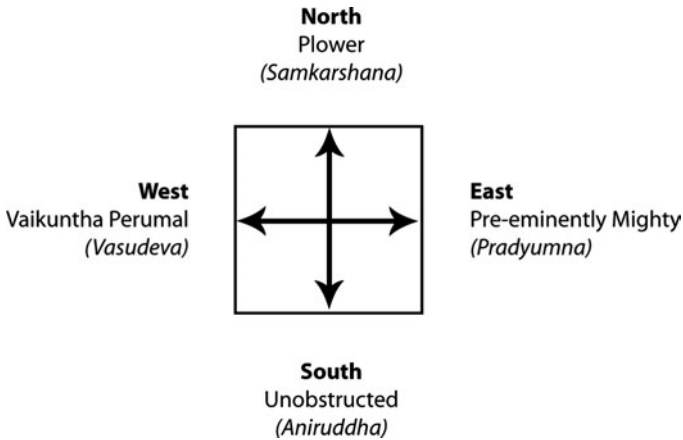 North
Plower
(Samkarshana)
West
Vaikuntha Perumal
(Vasudeva)
East
Pre-eminently Mighty
(Pradyumna)
South
Unobstructed
(Aniruddha)